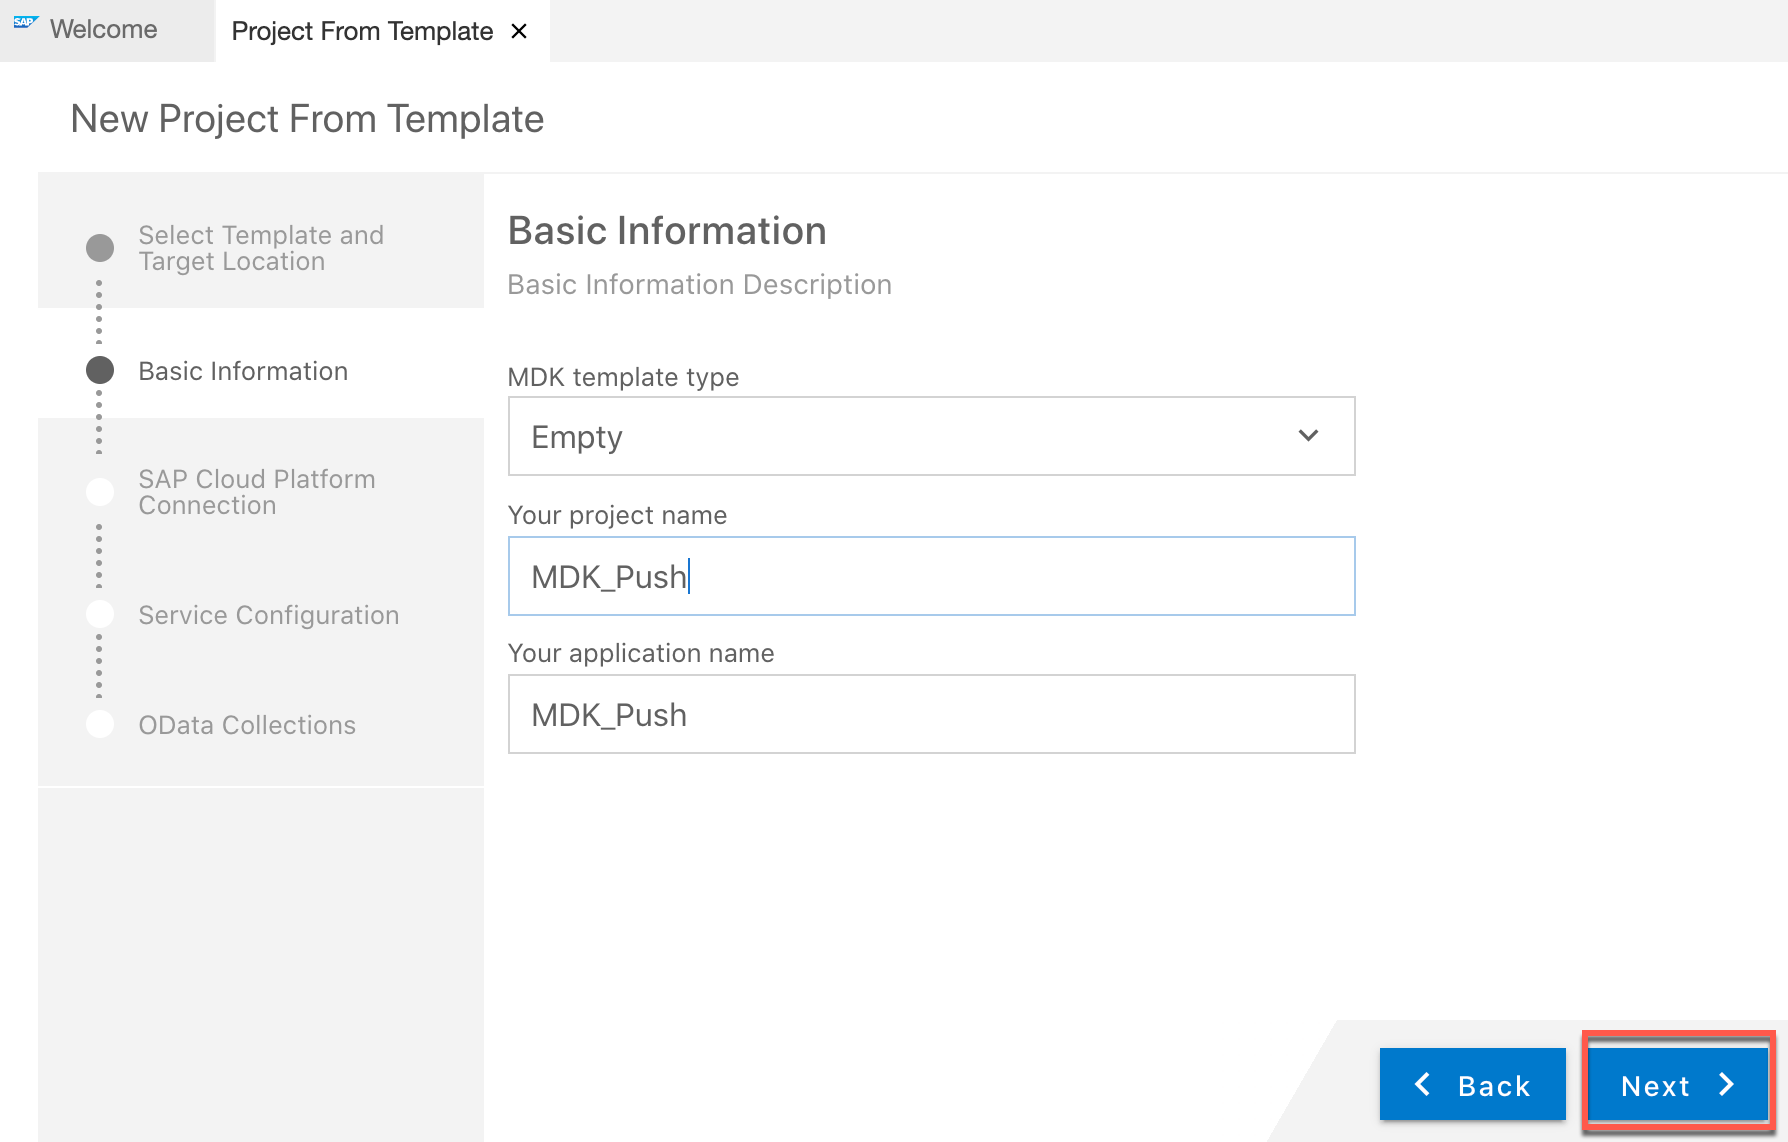 SAP Welcome
Project From Template
New Project From Template
Select Template and
Target Location
Basic Information
SAP Cloud Platform
Connection
Service Configuration
OData Collections
Basic Information
Basic Information Description
MDK template type
Empty
Your project name
MDK_Push
Your application name
MDK_Push
Back
Next